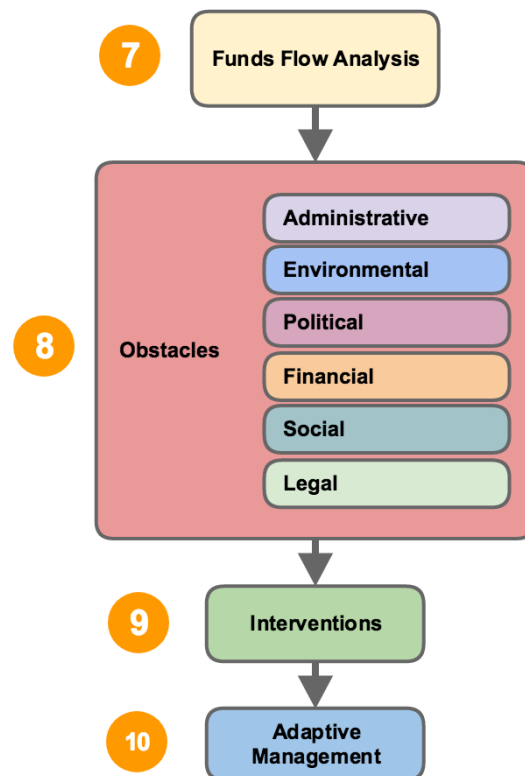 7
Funds Flow Analysis
Administrative
Environmental
Political
8
Obstacles
Financial
Social
Legal
9
Interventions
10
Adaptive
Management